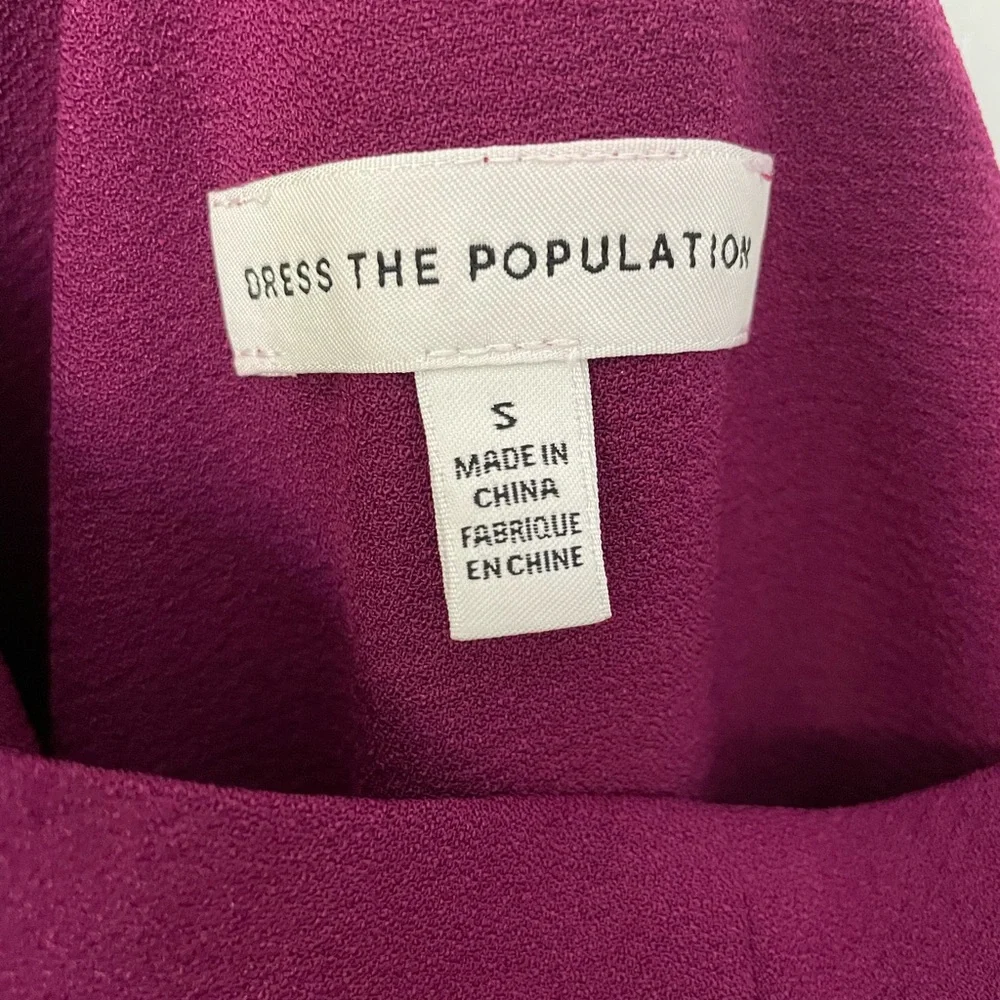 DRESS THE POPULATION
S
MADE IN
CHINA
FABRIQUE
EN CHINE